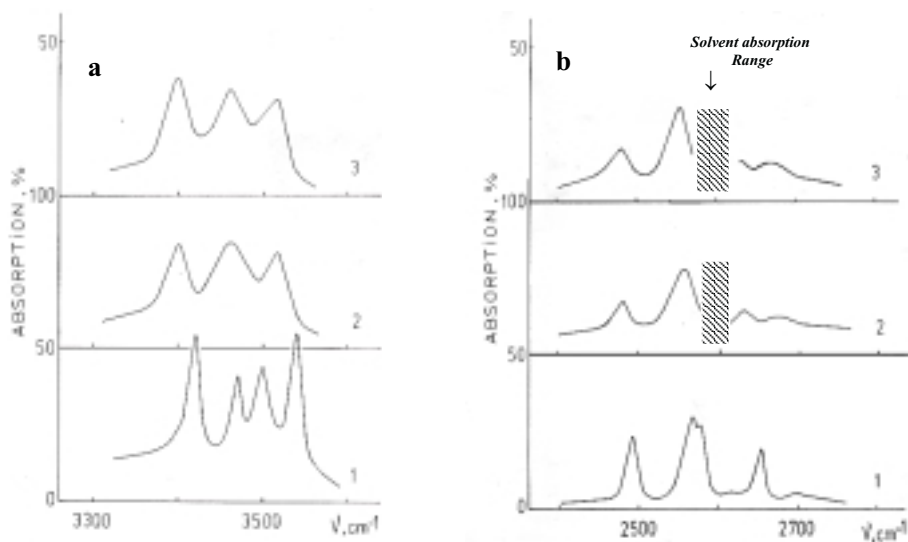 a
50
3
100
2
50
1
0
3300
3500
ν,cm⁻¹
ABSORPTION, %
b
Solvent absorption
Range
↓
50
3
100
2
50
1
0
2500
2700
ν,cm⁻¹
ABSORPTION, %